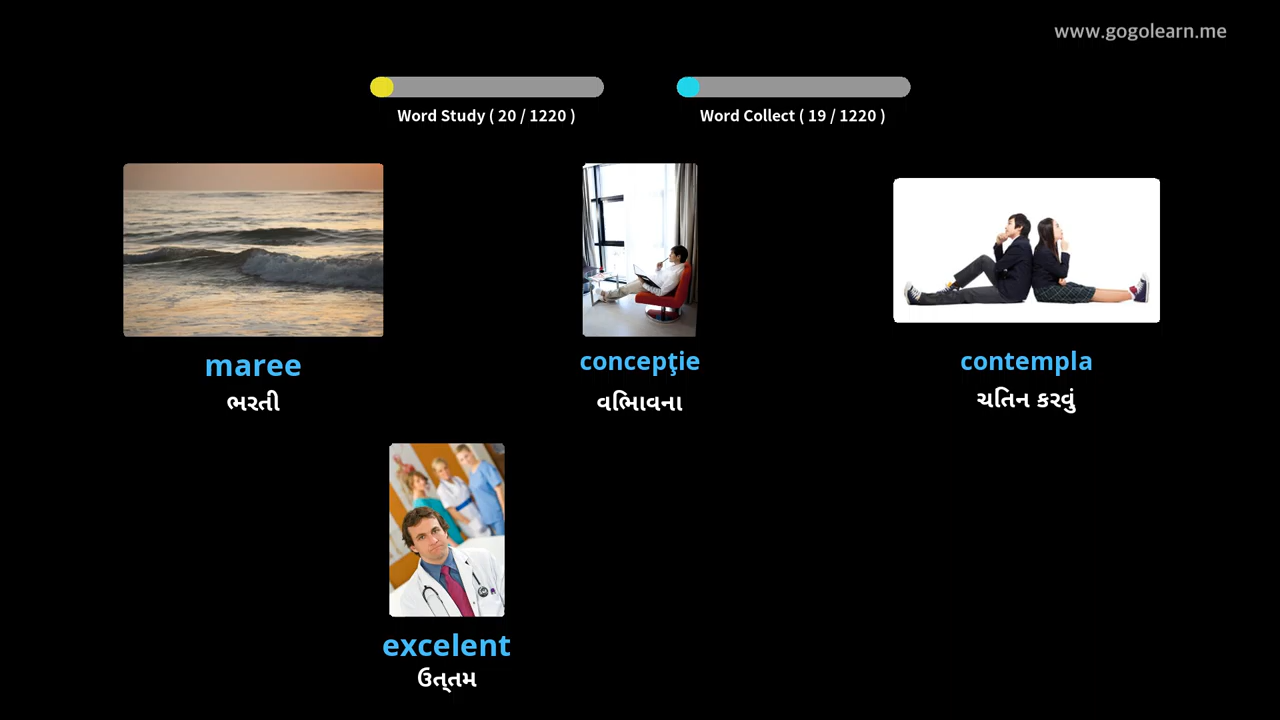 www.gogolearn.me
Word Study ( 20 / 1220 )
Word Collect ( 19 / 1220 )
maree
concepţie
contempla
ભરતી
વિભાવના
ચિતન કરવું
excelent
ઉત્તમ